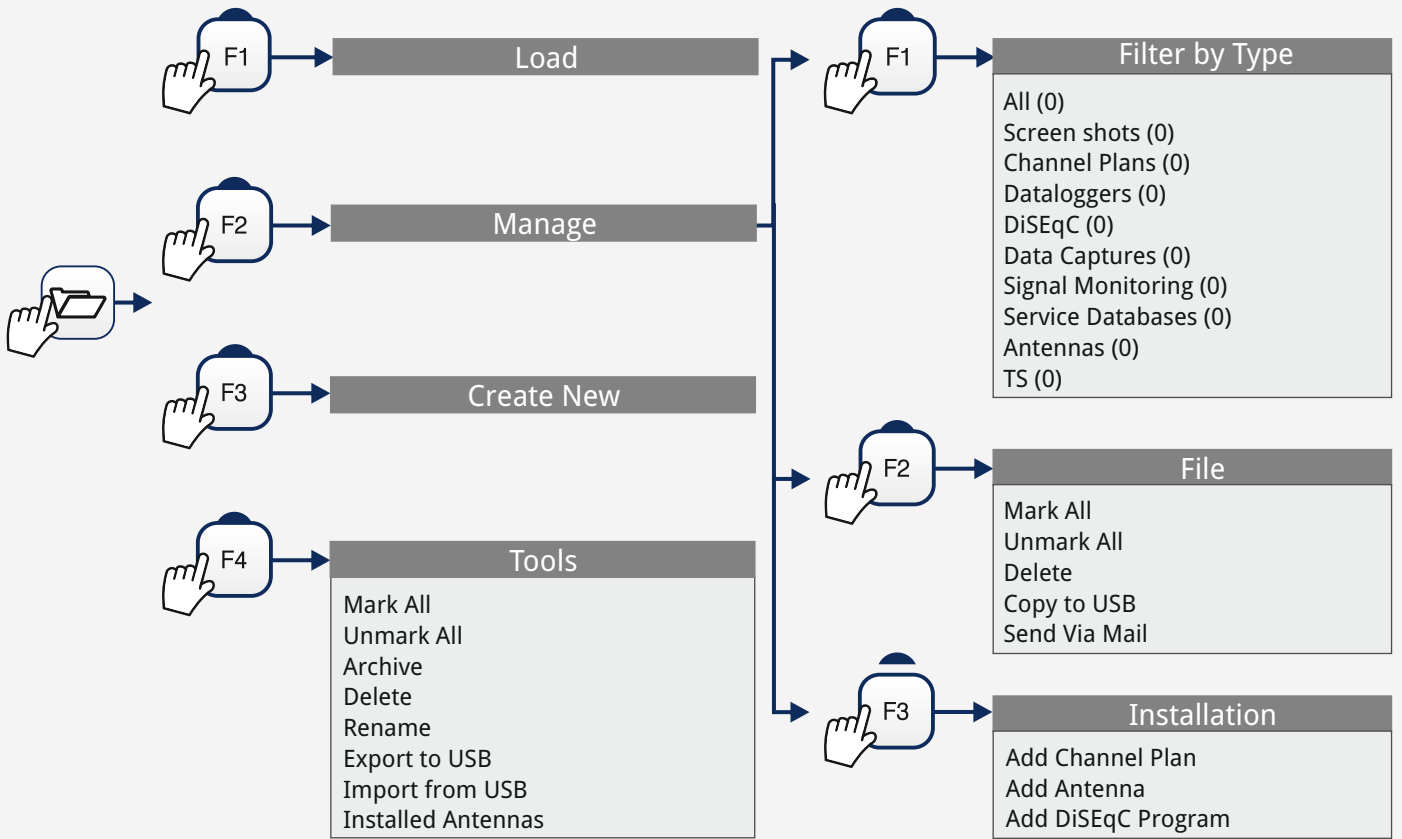 F1
Load
F2
Manage
F3
Create New
F4
Tools
Mark All
Unmark All
Archive
Delete
Rename
Export to USB
Import from USB
Installed Antennas
F1
Filter by Type
All (0)
Screen shots (0)
Channel Plans (0)
Dataloggers (0)
DiSEqC (0)
Data Captures (0)
Signal Monitoring (0)
Service Databases (0)
Antennas (0)
TS (0)
F2
File
Mark All
Unmark All
Delete
Copy to USB
Send Via Mail
F3
Installation
Add Channel Plan
Add Antenna
Add DiSEqC Program